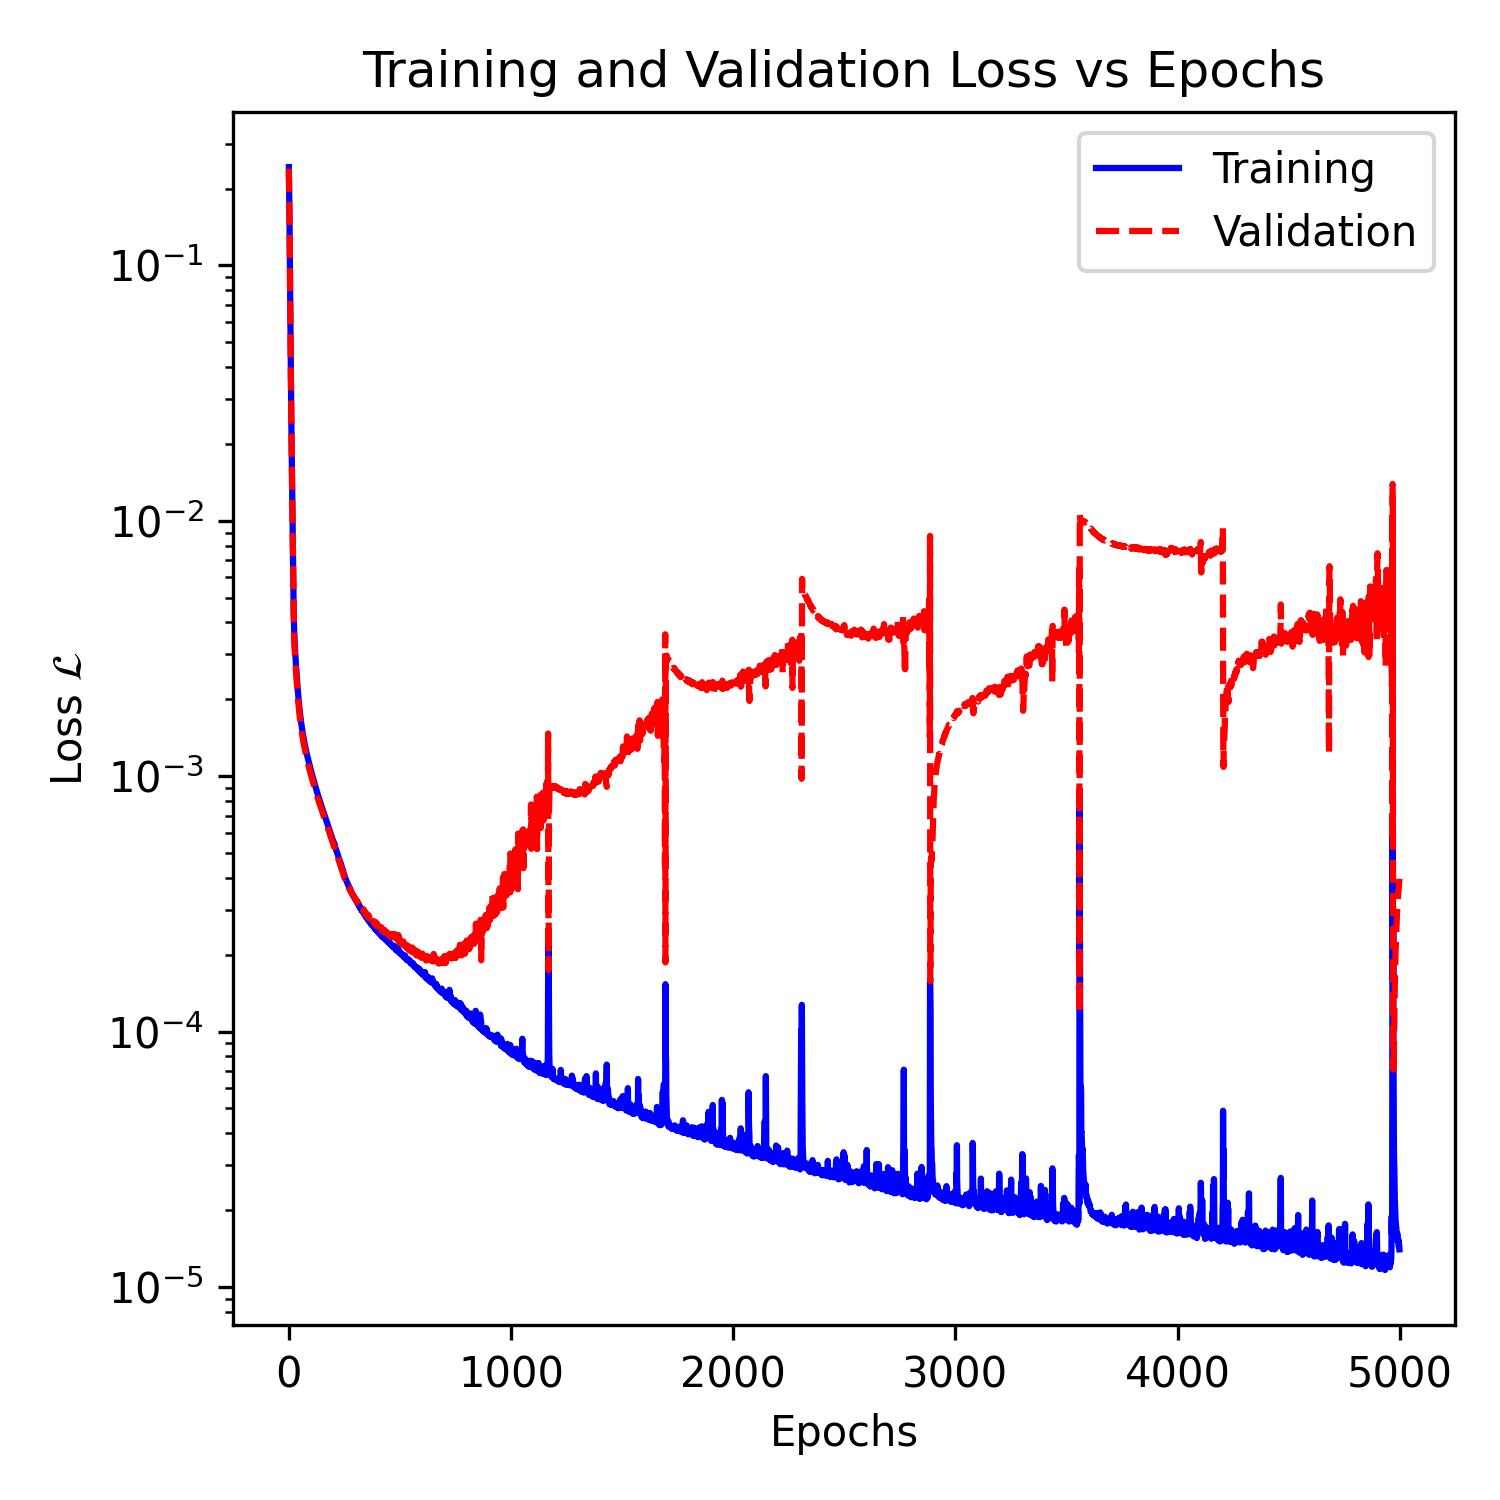 Training and Validation Loss vs Epochs
Training
Validation
10⁻¹
10⁻²
10⁻³
10⁻⁴
10⁻⁵
Loss ℒ
0 1000 2000 3000 4000 5000
Epochs